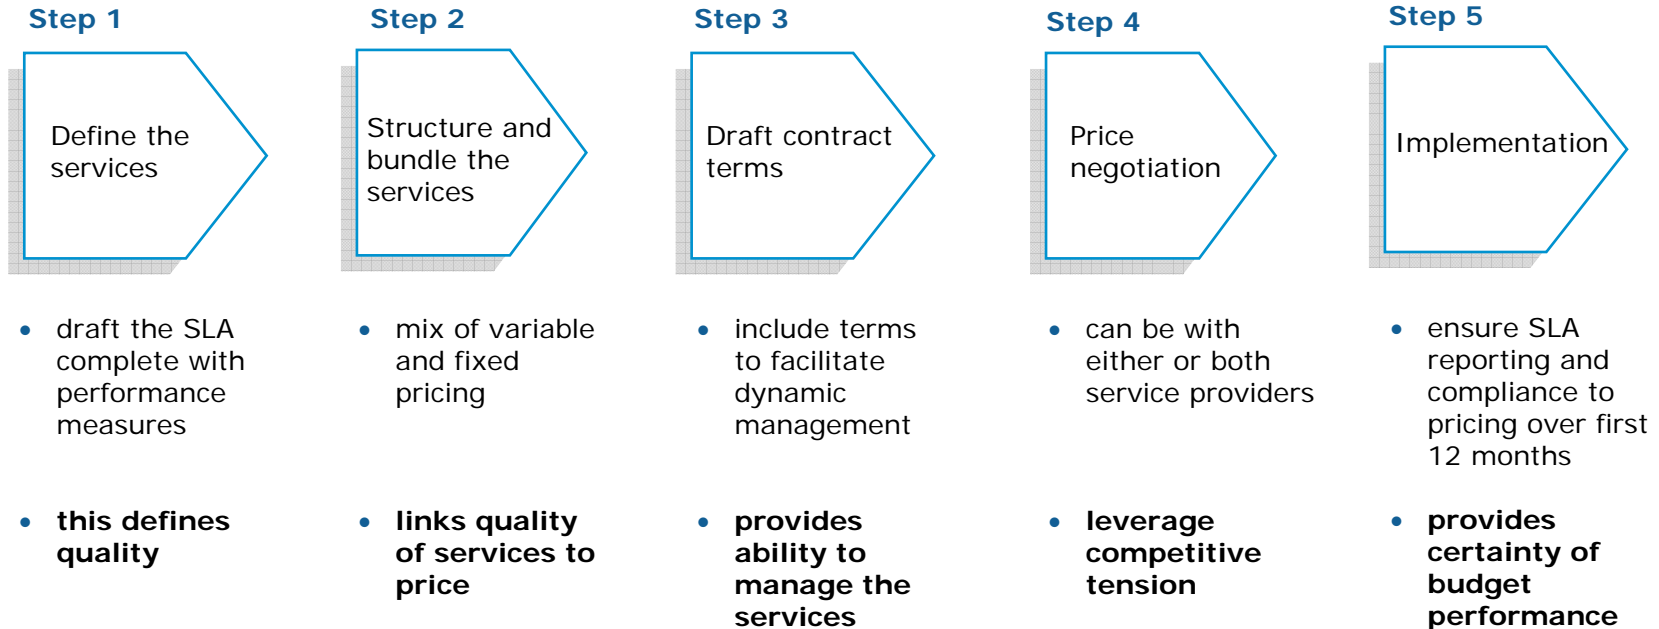 Step 1
Define the
services
• draft the SLA
complete with
performance
measures
• this defines
quality
Step 2
Structure and
bundle the
services
• mix of variable
and fixed
pricing
• links quality
of services to
price
Step 3
Draft contract
terms
• include terms
to facilitate
dynamic
management
• provides
ability to
manage the
services
Step 4
Price
negotiation
• can be with
either or both
service providers
• leverage
competitive
tension
Step 5
Implementation
• ensure SLA
reporting and
compliance to
pricing over first
12 months
• provides
certainty of
budget
performance